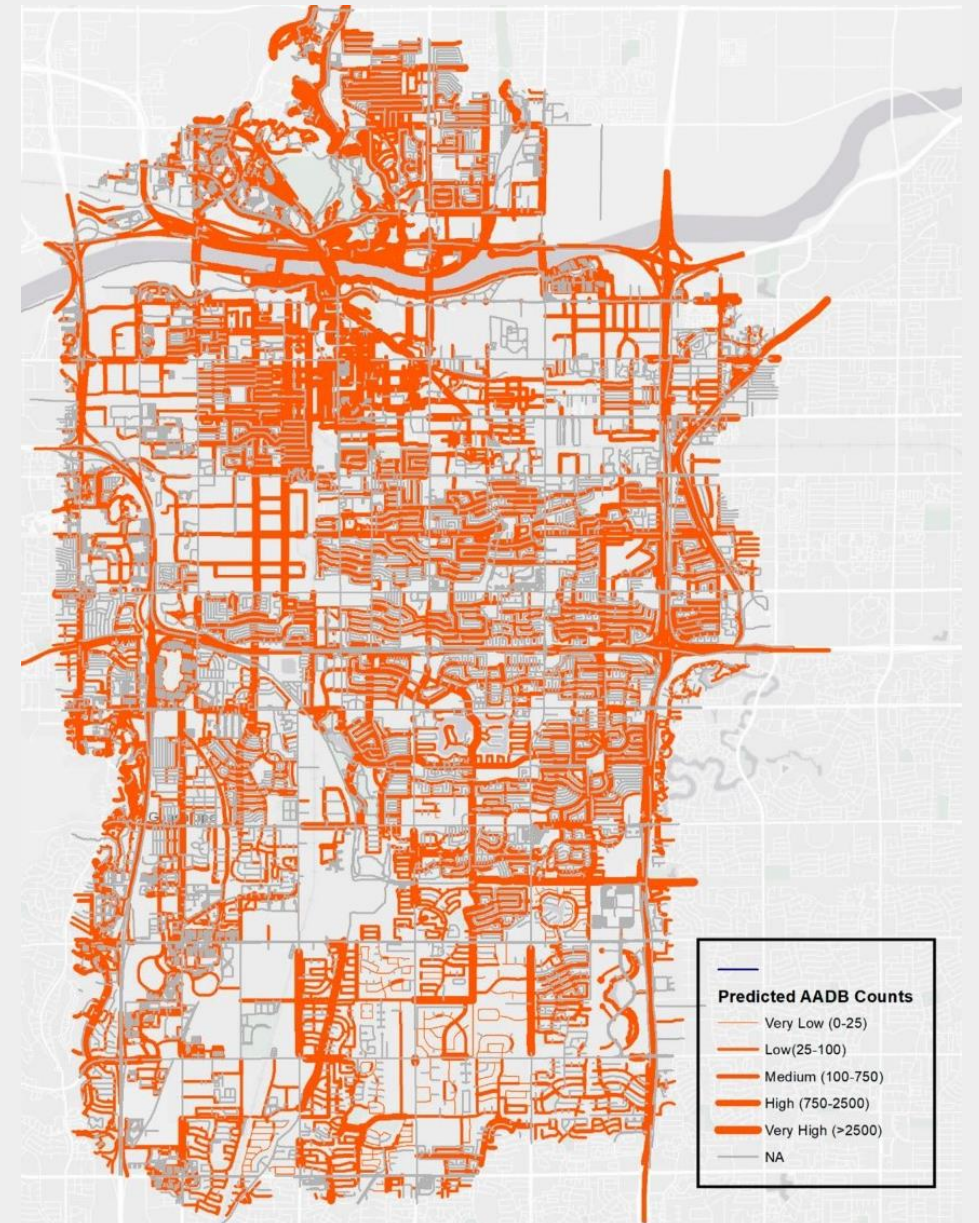 Predicted AADB Counts
Very Low (0-25)
Low(25-100)
Medium (100-750)
High (750-2500)
Very High (>2500)
NA